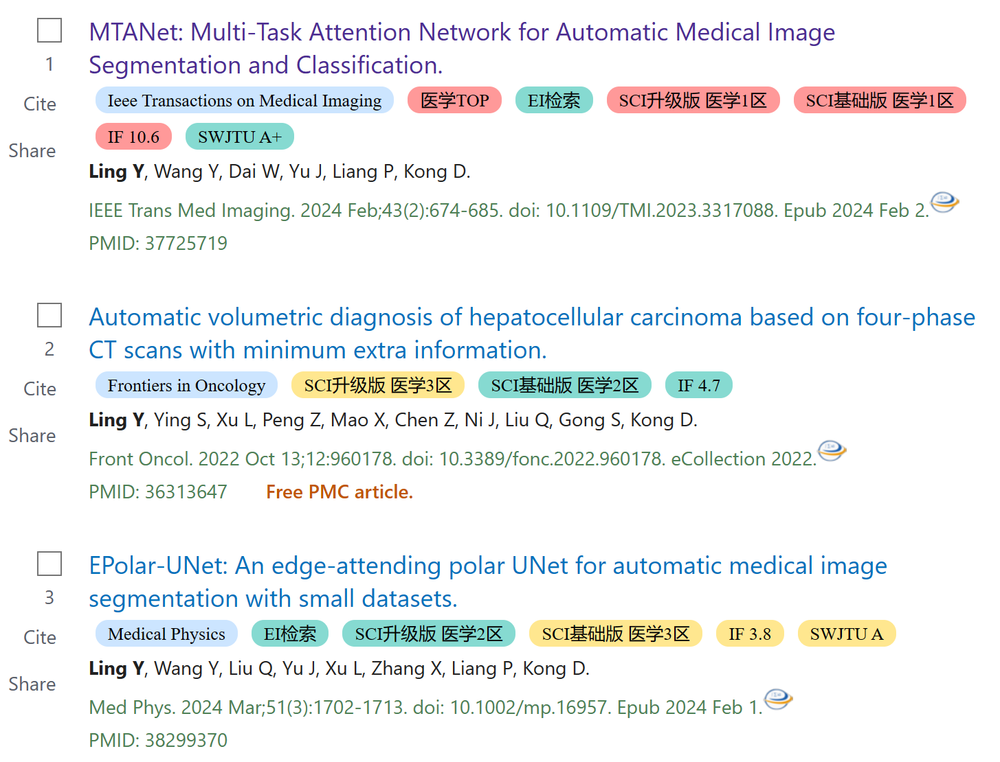 MTANet: Multi-Task Attention Network for Automatic Medical Image
Segmentation and Classification.
1
Cite
Share
Ieee Transactions on Medical Imaging 医学TOP EI检索 SCI升级版 医学1区 SCI基础版 医学1区
IF 10.6 SWJTU A+
Ling Y, Wang Y, Dai W, Yu J, Liang P, Kong D.
IEEE Trans Med Imaging. 2024 Feb;43(2):674-685. doi: 10.1109/TMI.2023.3317088. Epub 2024 Feb 2.
PMID: 37725719
Automatic volumetric diagnosis of hepatocellular carcinoma based on four-phase
CT scans with minimum extra information.
2
Cite
Share
Frontiers in Oncology SCI升级版 医学3区 SCI基础版 医学2区 IF 4.7
Ling Y, Ying S, Xu L, Peng Z, Mao X, Chen Z, Ni J, Liu Q, Gong S, Kong D.
Front Oncol. 2022 Oct 13;12:960178. doi: 10.3389/fonc.2022.960178. eCollection 2022.
PMID: 36313647 Free PMC article.
EPolar-UNet: An edge-attending polar UNet for automatic medical image
segmentation with small datasets.
3
Cite
Share
Medical Physics EI检索 SCI升级版 医学2区 SCI基础版 医学3区 IF 3.8 SWJTU A
Ling Y, Wang Y, Liu Q, Yu J, Xu L, Zhang X, Liang P, Kong D.
Med Phys. 2024 Mar;51(3):1702-1713. doi: 10.1002/mp.16957. Epub 2024 Feb 1.
PMID: 38299370